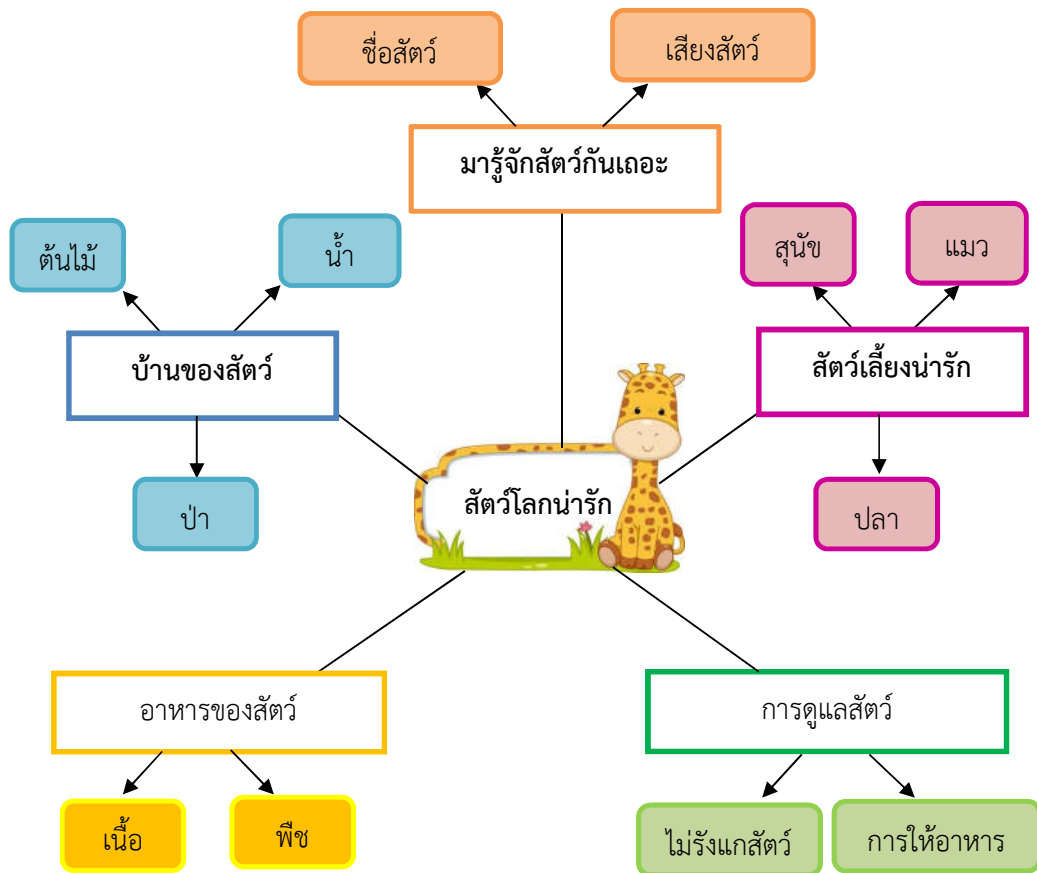 ชื่อสัตว์
เสียงสัตว์
มารู้จักสัตว์กันเถอะ
ต้นไม้
น้ำ
สุนัข
แมว
บ้านของสัตว์
สัตว์เลี้ยงน่ารัก
ป่า
สัตว์โลกน่ารัก
ปลา
อาหารของสัตว์
การดูแลสัตว์
เนื้อ
พืช
ไม่รังแกสัตว์
การให้อาหาร